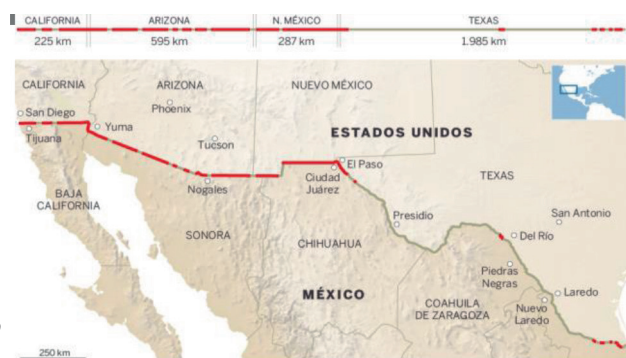 CALIFORNIA ARIZONA N. MÉXICO TEXAS
225 km 595 km 287 km 1.985 km
CALIFORNIA
ARIZONA
NUEVO MÉXICO
San Diego
Phoenix
Yuma
ESTADOS UNIDOS
Tijuana
Tucson
El Paso
Ciudad
Juárez
TEXAS
Nogales
BAJA
CALIFORNIA
Presidio
San Antonio
SONORA
CHIHUAHUA
Del Río
Piedras
Negras
MÉXICO
COAHUILA
DE ZARAGOZA
Laredo
Nuevo
Laredo
250 km